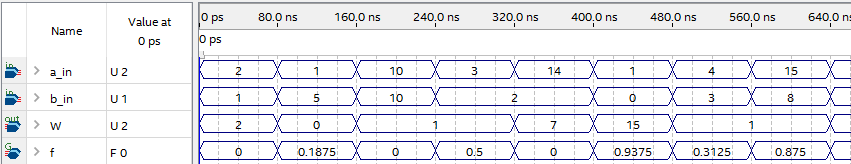 Name Value at 0 ps 0 ps 80.0 ns 160.0 ns 240.0 ns 320.0 ns 400.0 ns 480.0 ns 560.0 ns 640.0 ns
0 ps
in a_in U 2 2 1 10 3 14 1 4 15
in b_in U 1 1 5 10 2 0 3 8
out W U 2 2 0 1 7 15 1
G f F 0 0 0.1875 0 0.5 0 0.9375 0.3125 0.875